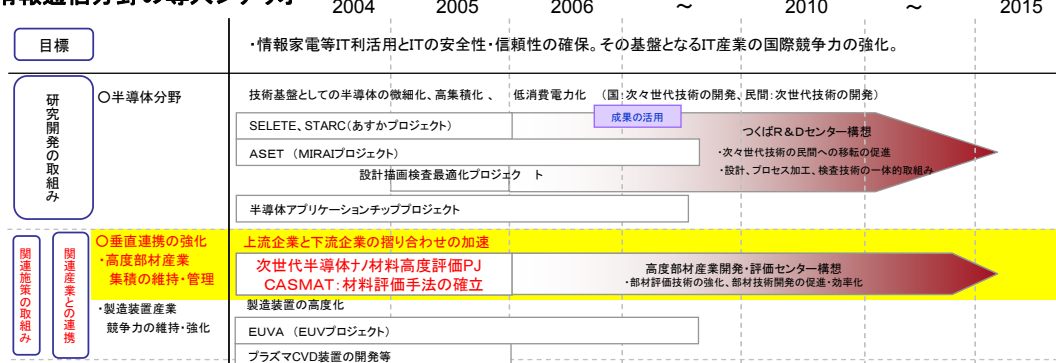 情報通信分野の導入シナリオ
2004 2005 2006 ～ 2010 ～ 2015
目標
・情報家電等IT利活用とITの安全性・信頼性の確保。その基盤となるIT産業の国際競争力の強化。
研究開発の取組み
○半導体分野
技術基盤としての半導体の微細化、高集積化 、 低消費電力化 （国：次々世代技術の開発、民間：次世代技術の開発）
成果の活用
SELETE、STARC（あすかプロジェクト）
つくばR＆Dセンター構想
ASET （MIRAIプロジェクト）
・次々世代技術の民間への移転の促進
・設計、プロセス加工、検査技術の一体的取組み
設計描画検査最適化プロジェク ト
半導体アプリケーションチッププロジェクト
関連施策の取組み
関連産業との連携
○垂直連携の強化
・高度部材産業
集積の維持・管理
上流企業と下流企業の摺り合わせの加速
次世代半導体ナノ材料高度評価PJ
CASMAT：材料評価手法の確立
高度部材産業開発・評価センター構想
・部材評価技術の強化、部材技術開発の促進・効率化
・製造装置産業
競争力の維持・強化
製造装置の高度化
EUVA （EUVプロジェクト）
プラズマCVD装置の開発等